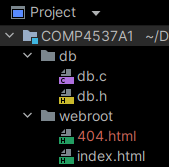 Project
COMP4537A1 ~/D
db
db.c
db.h
webroot
404.html
index.html